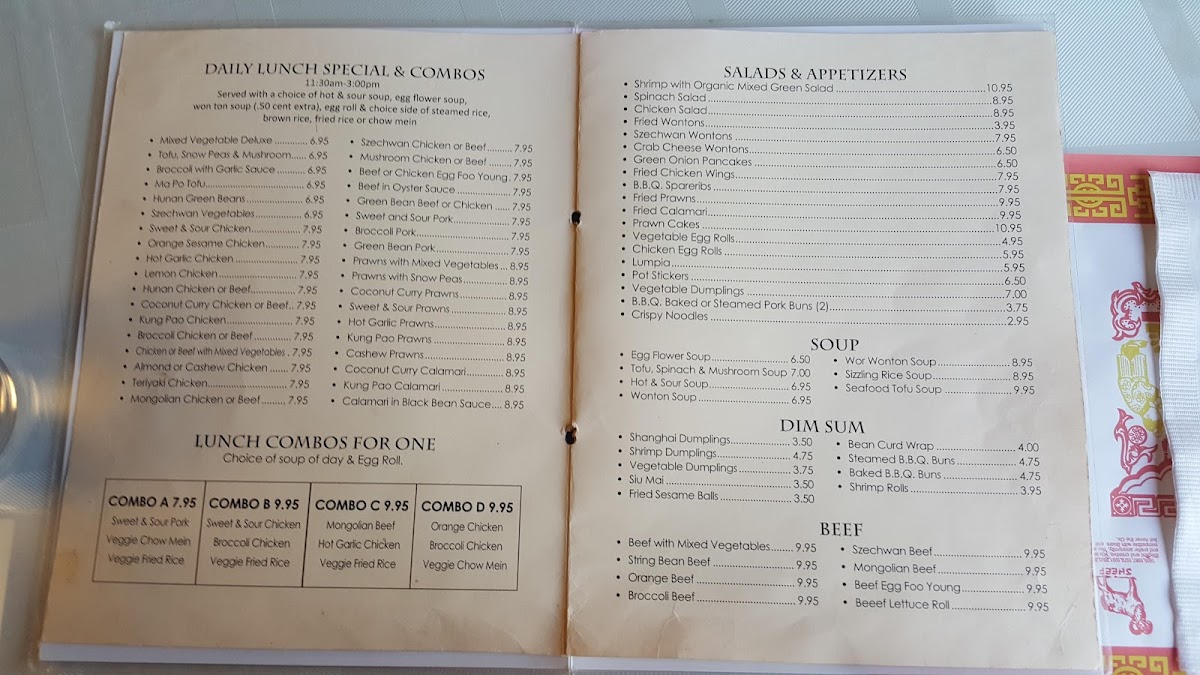 DAILY LUNCH SPECIAL & COMBOS
11:30am-3:00pm
Served with a choice of hot & sour soup, egg flower soup,
won ton soup (.50 cent extra), egg roll & choice side of steamed rice,
brown rice, fried rice or chow mein
• Mixed Vegetable Deluxe ............ 6.95
• Tofu, Snow Peas & Mushroom...... 6.95
• Broccoli with Garlic Sauce .......... 6.95
• Ma Po Tofu............................ 6.95
• Hunan Green Beans.................. 6.95
• Szechwan Vegetables................ 6.95
• Sweet & Sour Chicken.............. 7.95
• Orange Sesame Chicken............ 7.95
• Hot Garlic Chicken .................. 7.95
• Lemon Chicken...................... 7.95
• Hunan Chicken or Beef.............. 7.95
• Coconut Curry Chicken or Beef.. 7.95
• Kung Pao Chicken.................... 7.95
• Broccoli Chicken or Beef ............ 7.95
• Chicken or Beef with Mixed Vegetables . 7.95
• Almond or Cashew Chicken ...... 7.95
• Teriyaki Chicken...................... 7.95
• Mongolian Chicken or Beef ......... 7.95
• Szechwan Chicken or Beef......... 7.95
• Mushroom Chicken or Beef ........ 7.95
• Beef or Chicken Egg Foo Young . 7.95
• Beef in Oyster Sauce ................ 7.95
• Green Bean Beef or Chicken ..... 7.95
• Sweet and Sour Pork................ 7.95
• Broccoli Pork.......................... 7.95
• Green Bean Pork.................... 7.95
• Prawns with Mixed Vegetables ... 8.95
• Prawns with Snow Peas............. 8.95
• Coconut Curry Prawns.............. 8.95
• Sweet & Sour Prawns ............... 8.95
• Hot Garlic Prawns.................... 8.95
• Kung Pao Prawns .................... 8.95
• Cashew Prawns...................... 8.95
• Coconut Curry Calamari............ 8.95
• Kung Pao Calamari .................. 8.95
• Calamari in Black Bean Sauce.... 8.95
LUNCH COMBOS FOR ONE
Choice of soup of day & Egg Roll.
COMBO A 7.95
Sweet & Sour Pork
Veggie Chow Mein
Veggie Fried Rice
COMBO B 9.95
Sweet & Sour Chicken
Broccoli Chicken
Veggie Fried Rice
COMBO C 9.95
Mongolian Beef
Hot Garlic Chicken
Veggie Fried Rice
COMBO D 9.95
Orange Chicken
Broccoli Chicken
Veggie Chow Mein
SALADS & APPETIZERS
• Shrimp with Organic Mixed Green Salad ..............10.95
• Spinach Salad ..............8.95
• Chicken Salad ..............8.95
• Fried Wontons..............3.95
• Szechwan Wontons ..............7.95
• Crab Cheese Wontons..............6.50
• Green Onion Pancakes ..............6.50
• Fried Chicken Wings..............7.95
• B.B.Q. Spareribs ..............7.95
• Fried Prawns..............9.95
• Fried Calamari..............9.95
• Prawn Cakes ..............10.95
• Vegetable Egg Rolls..............4.95
• Chicken Egg Rolls ..............5.95
• Lumpia..............5.95
• Pot Stickers ..............6.50
• Vegetable Dumplings ..............7.00
• B.B.Q. Baked or Steamed Pork Buns (2)..............3.75
• Crispy Noodles ..............2.95
SOUP
• Egg Flower Soup.................... 6.50
• Tofu, Spinach & Mushroom Soup 7.00
• Hot & Sour Soup.................... 6.95
• Wonton Soup ........................ 6.95
• Wor Wonton Soup .................. 8.95
• Sizzling Rice Soup.................... 8.95
• Seafood Tofu Soup .................. 9.95
DIM SUM
• Shanghai Dumplings................ 3.50
• Shrimp Dumplings.................... 4.75
• Vegetable Dumplings .............. 3.75
• Siu Mai .............................. 3.50
• Fried Sesame Balls .................. 3.50
• Bean Curd Wrap .................... 4.00
• Steamed B.B.Q. Buns ................ 4.75
• Baked B.B.Q. Buns .................. 4.75
• Shrimp Rolls.......................... 3.95
BEEF
• Beef with Mixed Vegetables........ 9.95
• String Bean Beef .................... 9.95
• Orange Beef ........................ 9.95
• Broccoli Beef ........................ 9.95
• Szechwan Beef...................... 9.95
• Mongolian Beef .................... 9.95
• Beef Egg Foo Young................ 9.95
• Beeef Lettuce Roll .................. 9.95
SHEEP